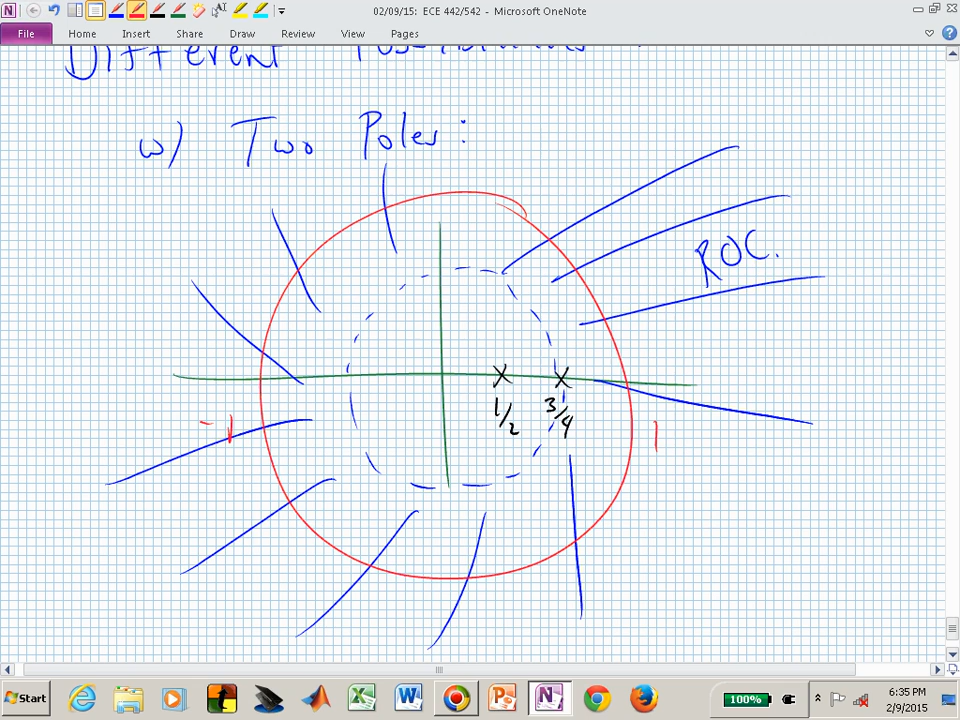 02/09/15: ECE 442/542 - Microsoft OneNote
File Home Insert Share Draw Review View Pages
Different
w/ Two Poles:
ROC.
1/2 3/4
-1 1
Start 100% 6:35 PM
2/9/2015